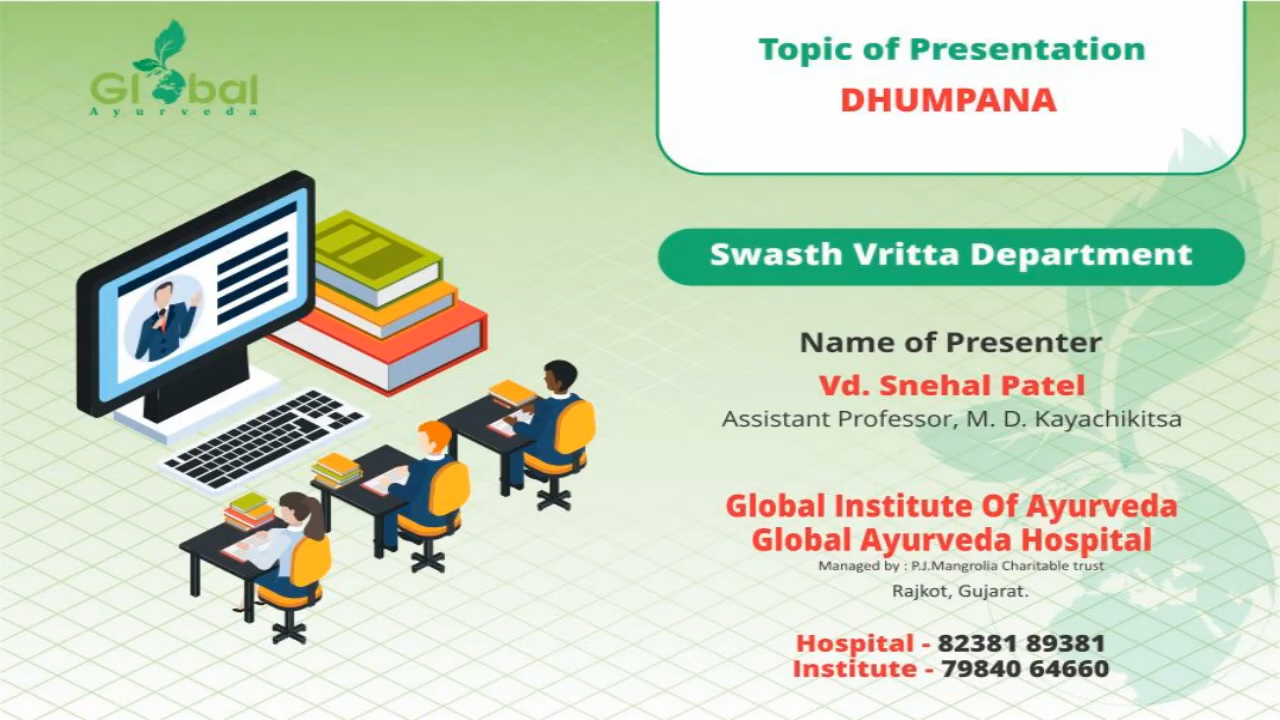 Global
Ayurveda
Topic of Presentation
DHUMPANA
Swasth Vritta Department
Name of Presenter
Vd. Snehal Patel
Assistant Professor, M. D. Kayachikitsa
Global Institute Of Ayurveda
Global Ayurveda Hospital
Managed by : P.J.Mangrolia Charitable trust
Rajkot, Gujarat.
Hospital - 82381 89381
Institute - 79840 64660